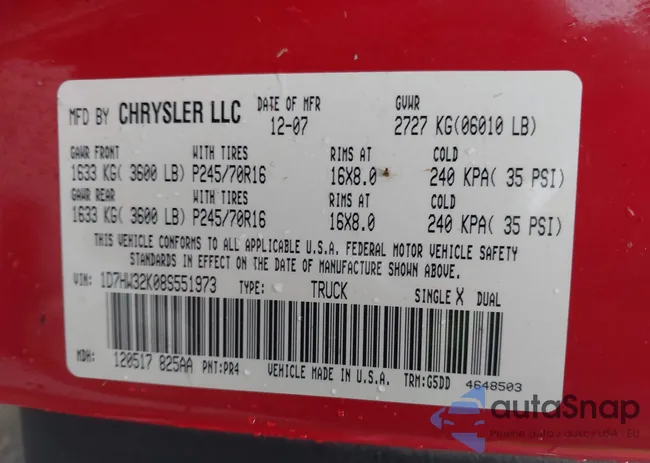 MFD BY CHRYSLER LLC DATE OF MFR GVWR
12-07 2727 KG(06010 LB)
GAWR FRONT WITH TIRES RIMS AT COLD
1633 KG( 3600 LB) P245/70R16 16X8.0 240 KPA( 35 PSI)
GAWR REAR WITH TIRES RIMS AT COLD
1633 KG( 3600 LB) P245/70R16 16X8.0 240 KPA( 35 PSI)
THIS VEHICLE CONFORMS TO ALL APPLICABLE U.S.A. FEDERAL MOTOR VEHICLE SAFETY
STANDARDS IN EFFECT ON THE DATE OF MANUFACTURE SHOWN ABOVE.
VIN: 1D7HW32K08S551973 TYPE: TRUCK SINGLE X DUAL
MDH: 120517 825AA PNT:PR4 VEHICLE MADE IN U.S.A. TRM:G5DD 4648503
autoSnap